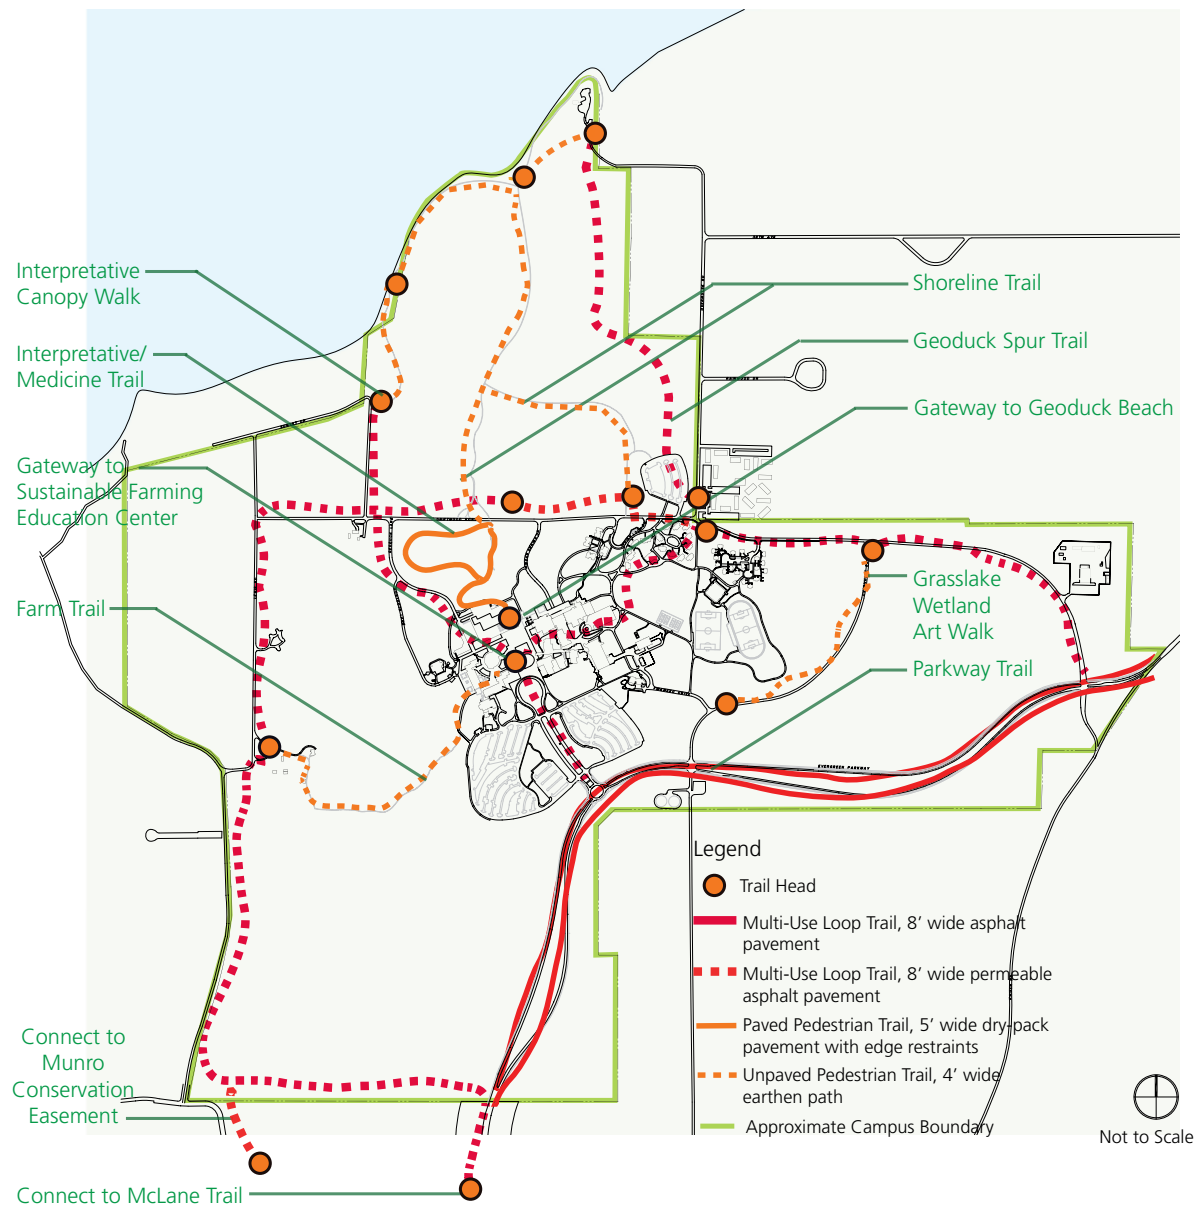 Interpretative
Canopy Walk
Interpretative/
Medicine Trail
Gateway to
Sustainable Farming
Education Center
Farm Trail
Shoreline Trail
Geoduck Spur Trail
Gateway to Geoduck Beach
Grasslake
Wetland
Art Walk
Parkway Trail
EVERGREEN PARKWAY
Legend
Trail Head
Multi-Use Loop Trail, 8’ wide asphalt
pavement
Multi-Use Loop Trail, 8’ wide permeable
asphalt pavement
Paved Pedestrian Trail, 5’ wide dry-pack
pavement with edge restraints
Unpaved Pedestrian Trail, 4’ wide
earthen path
Approximate Campus Boundary
Connect to
Munro
Conservation
Easement
Connect to McLane Trail
Not to Scale